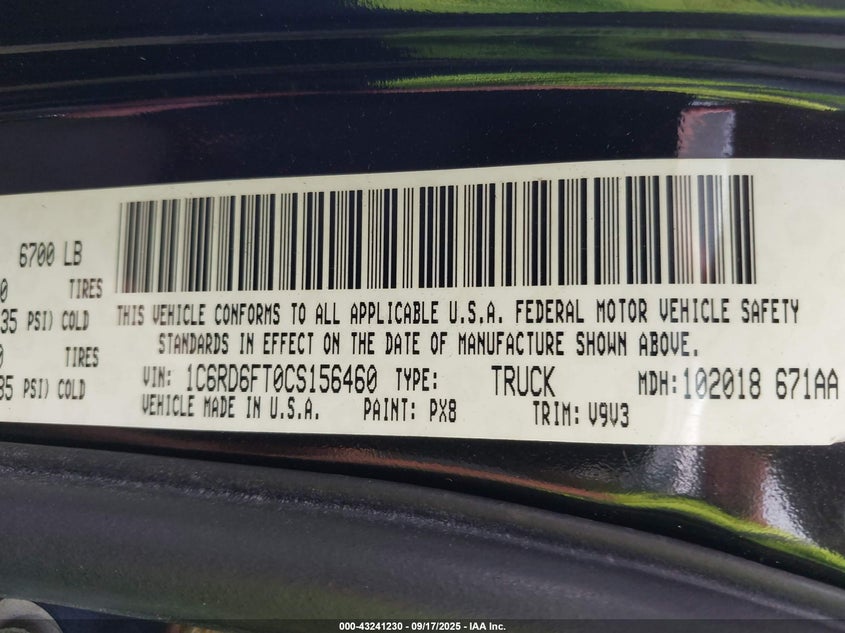 6700 LB
0 TIRES
35 PSI) COLD
0 TIRES
35 PSI) COLD
THIS VEHICLE CONFORMS TO ALL APPLICABLE U.S.A. FEDERAL MOTOR VEHICLE SAFETY
STANDARDS IN EFFECT ON THE DATE OF MANUFACTURE SHOWN ABOVE.
VIN: 1C6RD6FT0CS156460 TYPE: TRUCK MDH: 102018 671AA
VEHICLE MADE IN U.S.A. PAINT: PX8 TRIM: V9V3
000-43241230 - 09/17/2025 - IAA Inc.